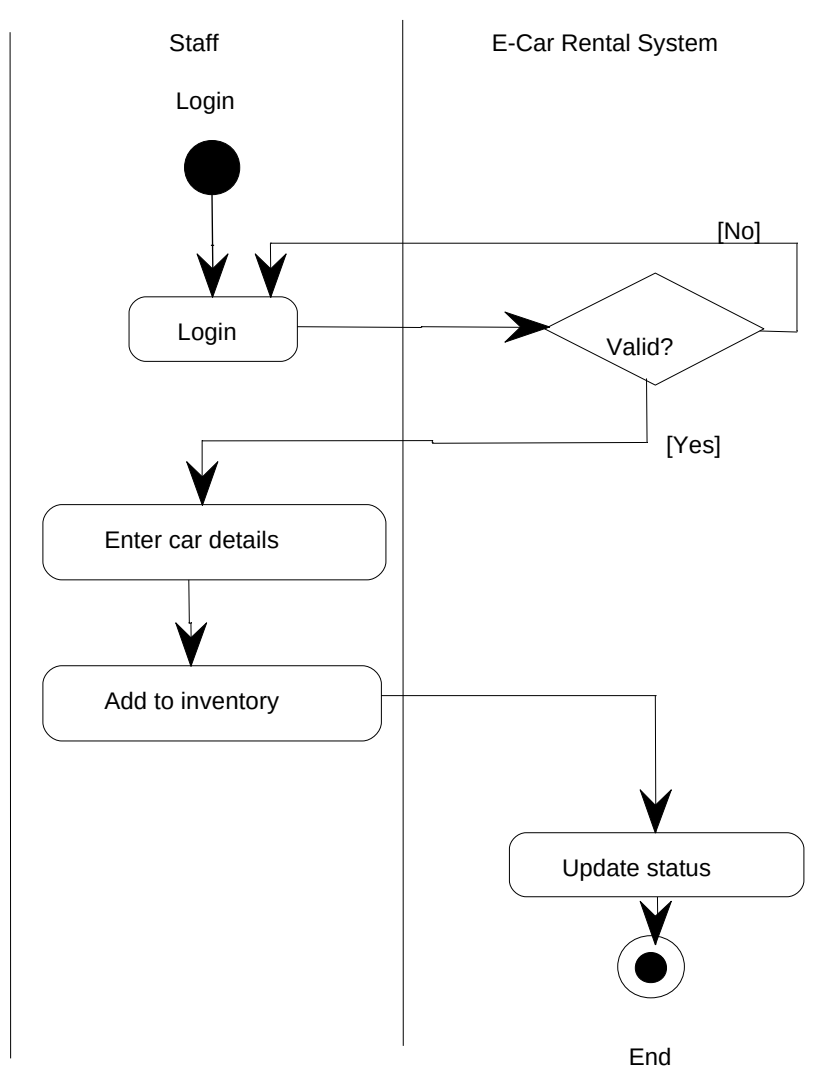 Staff
E-Car Rental System
Login
[No]
Login
Valid?
[Yes]
Enter car details
Add to inventory
Update status
End